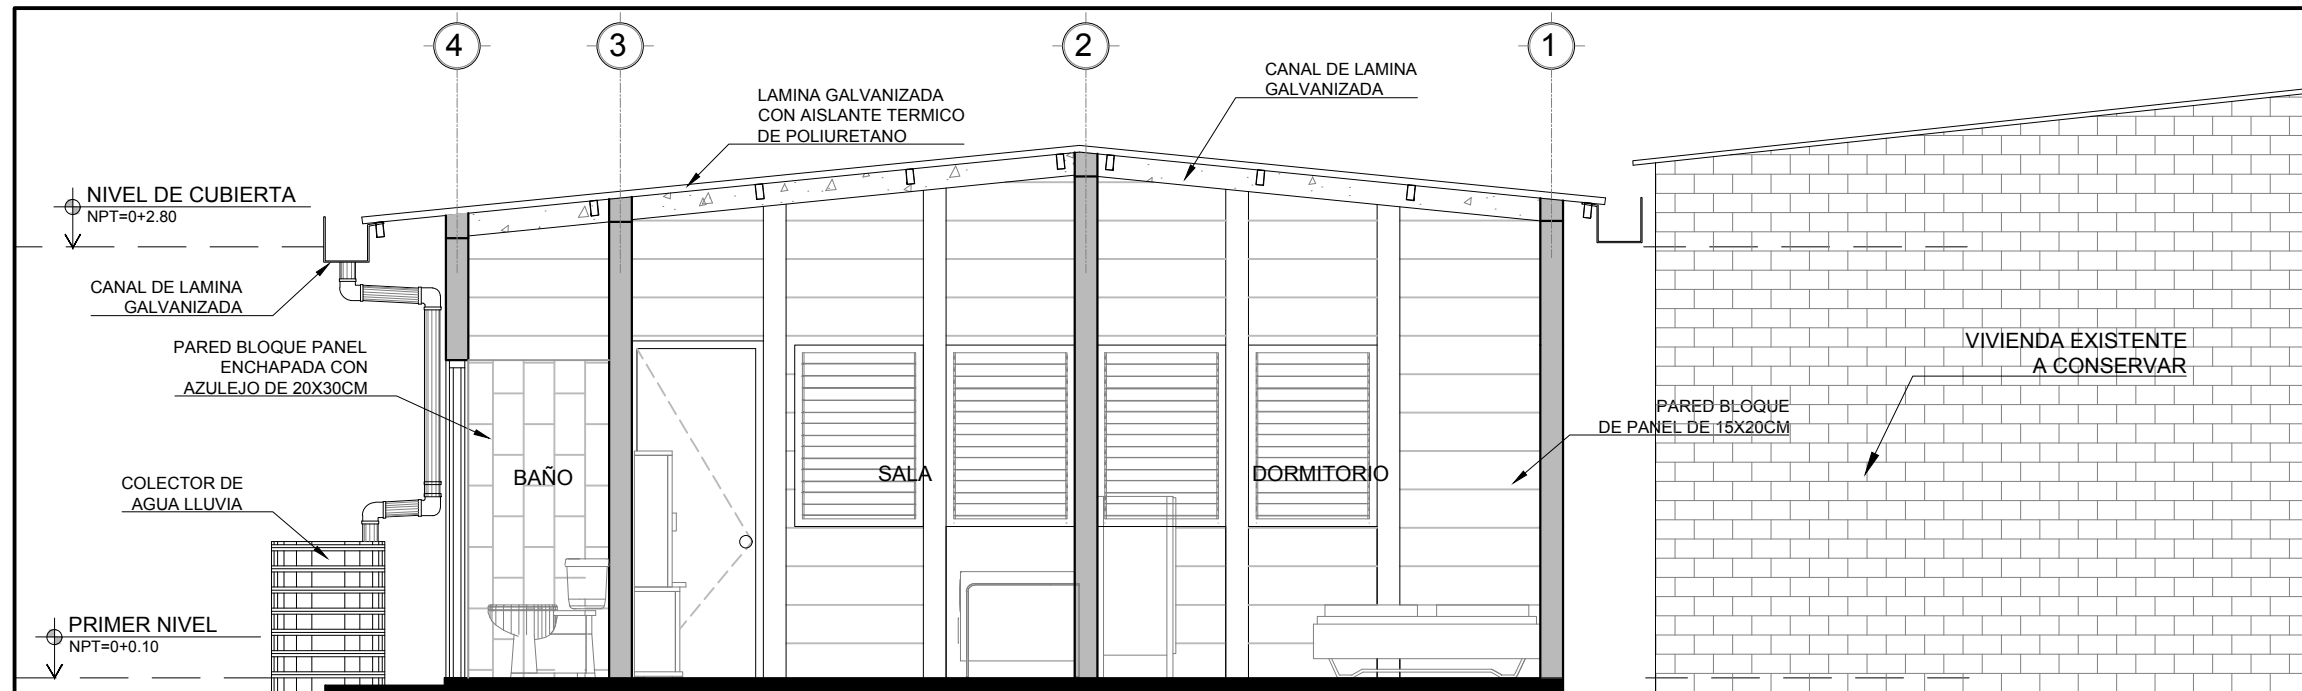 4
3
2
1
CANAL DE LAMINA
GALVANIZADA
LAMINA GALVANIZADA
CON AISLANTE TERMICO
DE POLIURETANO
NIVEL DE CUBIERTA
NPT=0+2.80
CANAL DE LAMINA
GALVANIZADA
PARED BLOQUE PANEL
ENCHAPADA CON
AZULEJO DE 20X30CM
VIVIENDA EXISTENTE
A CONSERVAR
PARED BLOQUE
DE PANEL DE 15X20CM
BAÑO
SALA
DORMITORIO
COLECTOR DE
AGUA LLUVIA
PRIMER NIVEL
NPT=0+0.10